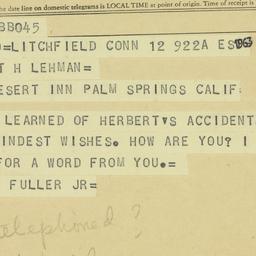 he date line on domestic telegrams is LOCAL TIME at point of origin. Time of receipt is
BB045
=LITCHFIELD CONN 12 922A ES
1963
T H LEHMAN=
ESERT INN PALM SPRINGS CALIF:
LEARNED OF HERBERT'S ACCIDENT
INDEST WISHES. HOW ARE YOU? I
FOR A WORD FROM YOU.=
FULLER JR=
telephoned?